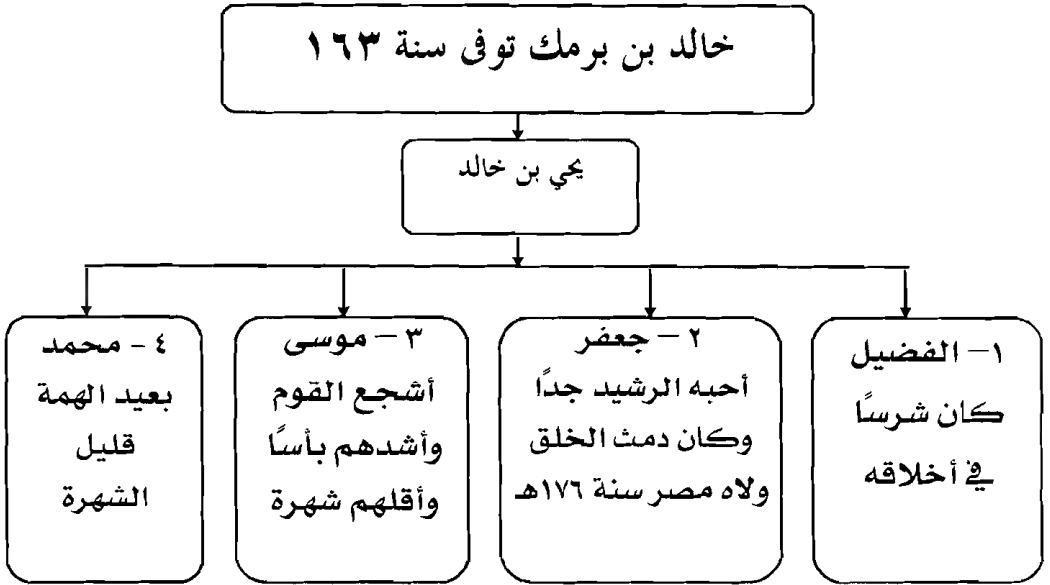 خالد بن برمك توفى سنة ١٦٣
يحي بن خالد
١– الفضيل
كان شرسًا
في أخلاقه
٢ – جعفر
أحبه الرشيد جدًا
وكان دمث الخلق
ولاه مصر سنة ١٧٦هـ
٣ – موسى
أشجع القوم
وأشدهم بأسًا
وأقلهم شهرة
٤ - محمد
بعيد الهمة
قليل
الشهرة